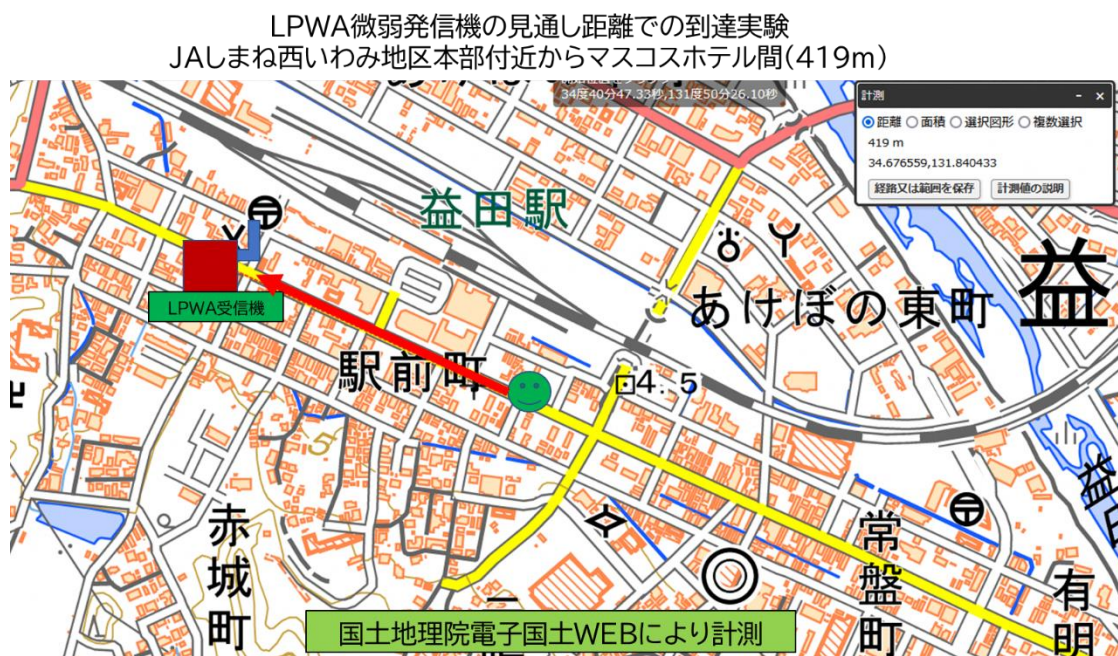 LPWA微弱発信機の見通し距離での到達実験
JAしまね西いわみ地区本部付近からマスコスホテル間(419m)
34度40分47.33秒,131度50分26.10秒
計測
距離 面積 選択図形 複数選択
419 m
34.676559,131.840433
経路又は範囲を保存 計測値の説明
益田駅
益
あけぼの東町
LPWA受信機
駅前町
4.5
赤城町
常盤町
有明
益
国土地理院電子国土WEBにより計測